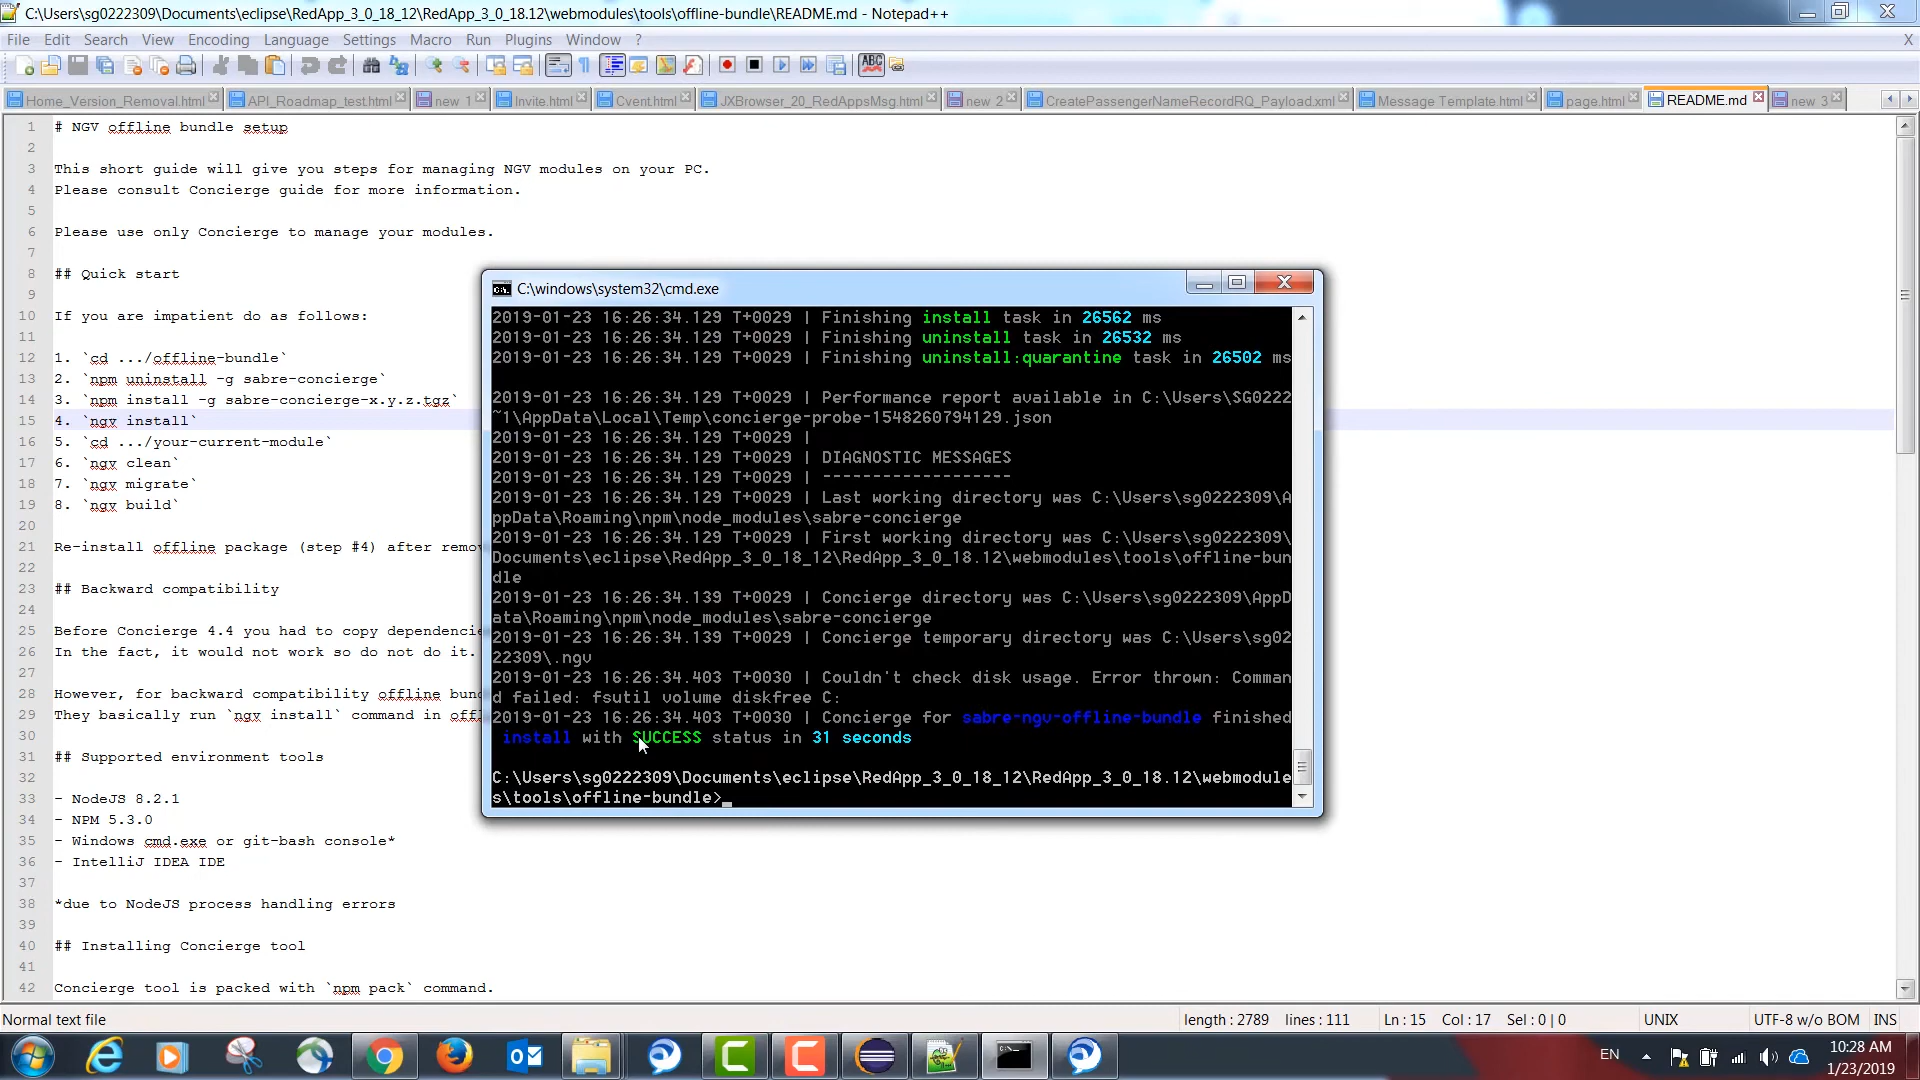 C:\Users\sg0222309\Documents\eclipse\RedApp_3_0_18_12\RedApp_3_0_18.12\webmodules\tools\offline-bundle\README.md - Notepad++
File Edit Search View Encoding Language Settings Macro Run Plugins Window ? X
Home_Version_Removal.html API_Roadmap_test.html new 1 Invite.html Cvent.html JXBrowser_20_RedAppsMsg.html new 2 CreatePassengerNameRecordRQ_Payload.xml Message Template.html page.html README.md new 3
1 # NGV offline bundle setup
2
3 This short guide will give you steps for managing NGV modules on your PC.
4 Please consult Concierge guide for more information.
5
6 Please use only Concierge to manage your modules.
7
8 ## Quick start
9
10 If you are impatient do as follows:
11
12 1. `cd .../offline-bundle`
13 2. `npm uninstall -g sabre-concierge`
14 3. `npm install -g sabre-concierge-x.y.z.tgz`
15 4. `ngv install`
16 5. `cd .../your-current-module`
17 6. `ngv clean`
18 7. `ngv migrate`
19 8. `ngv build`
20
21 Re-install offline package (step #4) after remov
22
23 ## Backward compatibility
24
25 Before Concierge 4.4 you had to copy dependencie
26 In the fact, it would not work so do not do it.
27
28 However, for backward compatibility offline bund
29 They basically run `ngv install` command in offl
30
31 ## Supported environment tools
32
33 - NodeJS 8.2.1
34 - NPM 5.3.0
35 - Windows cmd.exe or git-bash console*
36 - IntelliJ IDEA IDE
37
38 *due to NodeJS process handling errors
39
40 ## Installing Concierge tool
41
42 Concierge tool is packed with `npm pack` command.
C:\windows\system32\cmd.exe
2019-01-23 16:26:34.129 T+0029 | Finishing install task in 26562 ms
2019-01-23 16:26:34.129 T+0029 | Finishing uninstall task in 26532 ms
2019-01-23 16:26:34.129 T+0029 | Finishing uninstall:quarantine task in 26502 ms
2019-01-23 16:26:34.129 T+0029 | Performance report available in C:\Users\SG0222
~1\AppData\Local\Temp\concierge-probe-1548260794129.json
2019-01-23 16:26:34.129 T+0029 |
2019-01-23 16:26:34.129 T+0029 | DIAGNOSTIC MESSAGES
2019-01-23 16:26:34.129 T+0029 | -------------------
2019-01-23 16:26:34.129 T+0029 | Last working directory was C:\Users\sg0222309\A
ppData\Roaming\npm\node_modules\sabre-concierge
2019-01-23 16:26:34.129 T+0029 | First working directory was C:\Users\sg0222309\
Documents\eclipse\RedApp_3_0_18_12\RedApp_3_0_18.12\webmodules\tools\offline-bun
dle
2019-01-23 16:26:34.139 T+0029 | Concierge directory was C:\Users\sg0222309\AppD
ata\Roaming\npm\node_modules\sabre-concierge
2019-01-23 16:26:34.139 T+0029 | Concierge temporary directory was C:\Users\sg02
22309\.ngv
2019-01-23 16:26:34.403 T+0030 | Couldn't check disk usage. Error thrown: Comman
d failed: fsutil volume diskfree C:
2019-01-23 16:26:34.403 T+0030 | Concierge for sabre-ngv-offline-bundle finished
install with SUCCESS status in 31 seconds
C:\Users\sg0222309\Documents\eclipse\RedApp_3_0_18_12\RedApp_3_0_18.12\webmodule
s\tools\offline-bundle>_
Normal text file length : 2789 lines : 111 Ln : 15 Col : 17 Sel : 0 | 0 UNIX UTF-8 w/o BOM INS
EN
10:28 AM
1/23/2019